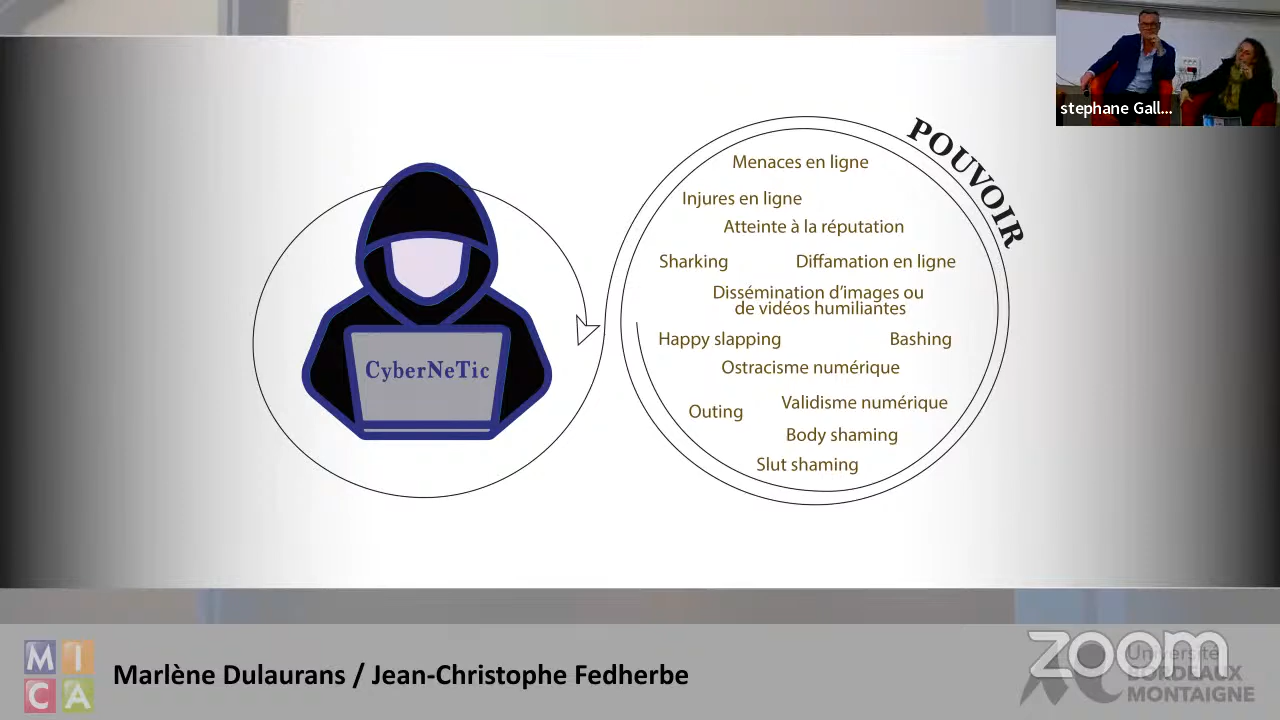 stephane Gall...
POUVOIR
Menaces en ligne
Injures en ligne
Atteinte à la réputation
Sharking
Diffamation en ligne
Dissémination d'images ou
de vidéos humiliantes
Happy slapping
Bashing
Ostracisme numérique
Outing
Validisme numérique
Body shaming
Slut shaming
CyberNeTic
MICA
Marlène Dulaurans / Jean-Christophe Fedherbe
zoom
Université
BORDEAUX
MONTAIGNE